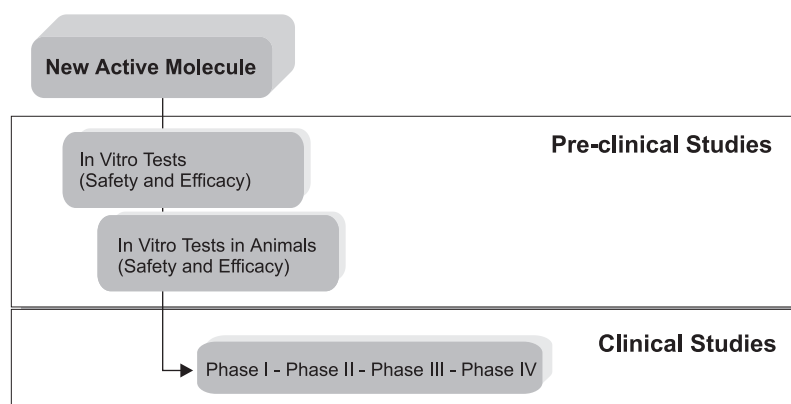 New Active Molecule
Pre-clinical Studies
In Vitro Tests
(Safety and Efficacy)
In Vitro Tests in Animals
(Safety and Efficacy)
Clinical Studies
Phase I - Phase II - Phase III - Phase IV